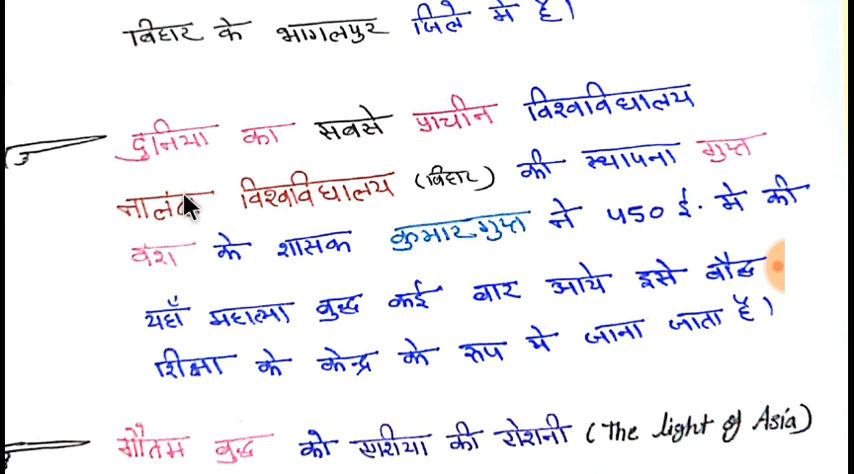 बिहार के भागलपुर जिले मे है।
दुनिया का सबसे प्राचीन विश्वविद्यालय
नालंदा विश्वविद्यालय (बिहार) की स्थापना गुप्त
वंश के शासक कुमारगुप्त ने 450 ई. मे की
यहाँ महात्मा बुद्ध कई बार आये इसे बौद्ध
शिक्षा के केन्द्र के रूप मे जाना जाता है।
गौतम बुद्ध को एशिया की रोशनी (The light of Asia)